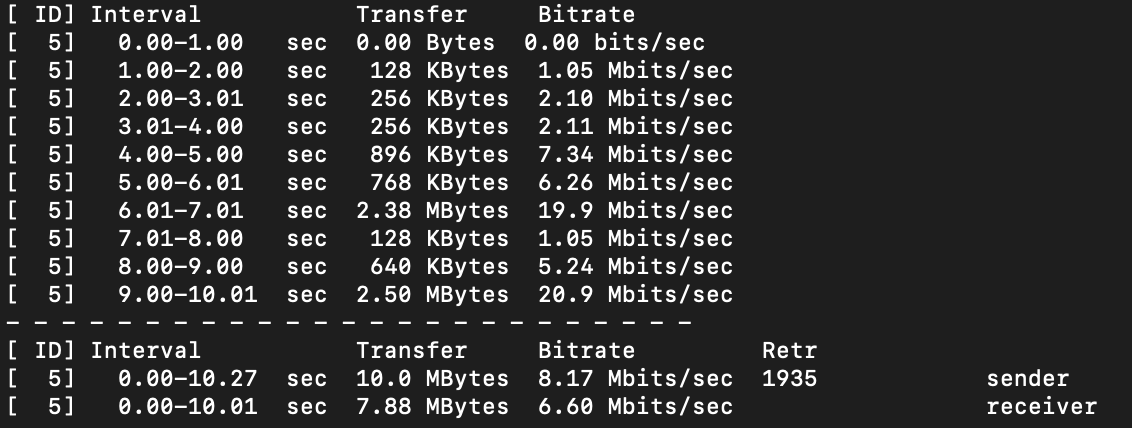 [ ID] Interval           Transfer     Bitrate
[  5]   0.00-1.00   sec  0.00 Bytes  0.00 bits/sec
[  5]   1.00-2.00   sec   128 KBytes  1.05 Mbits/sec
[  5]   2.00-3.01   sec   256 KBytes  2.10 Mbits/sec
[  5]   3.01-4.00   sec   256 KBytes  2.11 Mbits/sec
[  5]   4.00-5.00   sec   896 KBytes  7.34 Mbits/sec
[  5]   5.00-6.01   sec   768 KBytes  6.26 Mbits/sec
[  5]   6.01-7.01   sec  2.38 MBytes  19.9 Mbits/sec
[  5]   7.01-8.00   sec   128 KBytes  1.05 Mbits/sec
[  5]   8.00-9.00   sec   640 KBytes  5.24 Mbits/sec
[  5]   9.00-10.01  sec  2.50 MBytes  20.9 Mbits/sec
- - - - - - - - - - - - - - - - - - - - - - - - -
[ ID] Interval           Transfer     Bitrate         Retr
[  5]   0.00-10.27  sec  10.0 MBytes  8.17 Mbits/sec  1935            sender
[  5]   0.00-10.01  sec  7.88 MBytes  6.60 Mbits/sec                  receiver